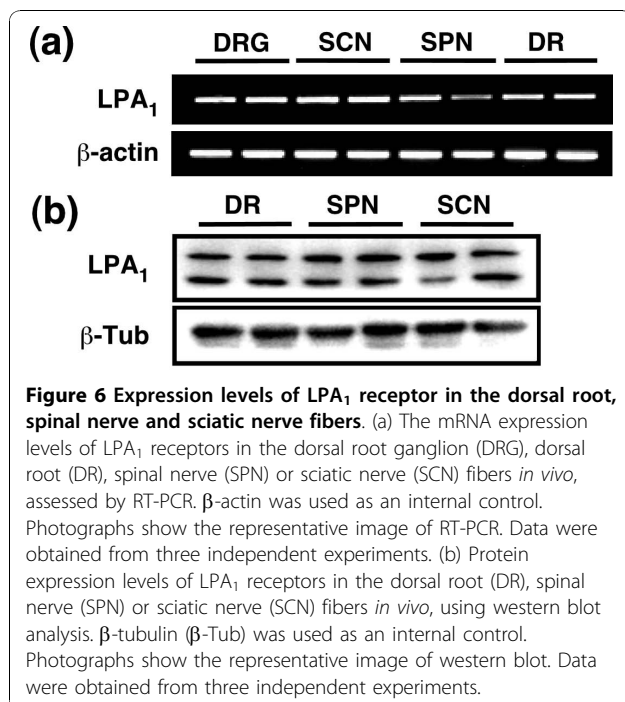 (a)
DRG SCN SPN DR
LPA₁
β-actin
(b)
DR SPN SCN
LPA₁
β-Tub
Figure 6 Expression levels of LPA₁ receptor in the dorsal root,
spinal nerve and sciatic nerve fibers. (a) The mRNA expression
levels of LPA₁ receptors in the dorsal root ganglion (DRG), dorsal
root (DR), spinal nerve (SPN) or sciatic nerve (SCN) fibers in vivo,
assessed by RT-PCR. β-actin was used as an internal control.
Photographs show the representative image of RT-PCR. Data were
obtained from three independent experiments. (b) Protein
expression levels of LPA₁ receptors in the dorsal root (DR), spinal
nerve (SPN) or sciatic nerve (SCN) fibers in vivo, using western blot
analysis. β-tubulin (β-Tub) was used as an internal control.
Photographs show the representative image of western blot. Data
were obtained from three independent experiments.